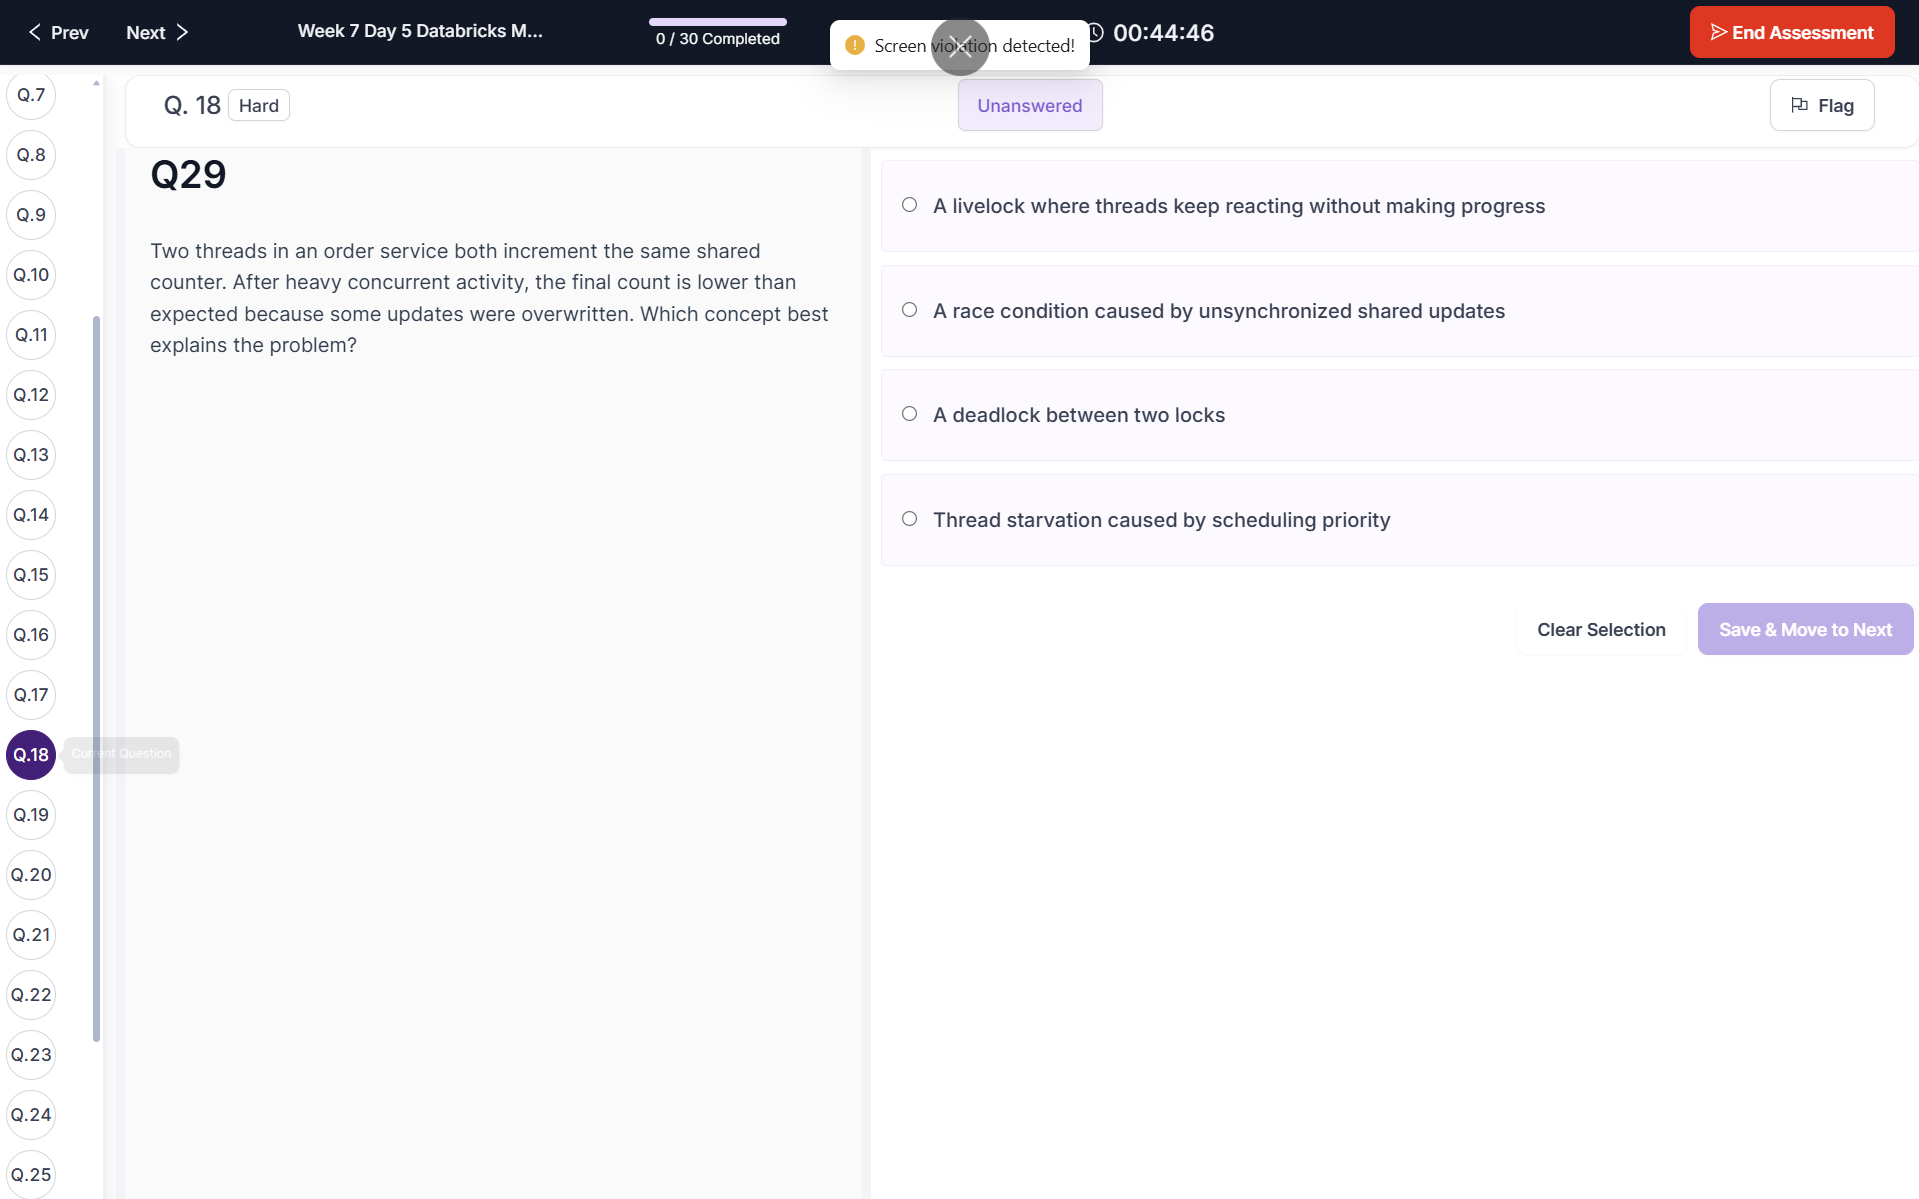 Prev
Next
Week 7 Day 5 Databricks M...
0 / 30 Completed
Screen violation detected!
00:44:46
End Assessment
Q.7
Q.8
Q.9
Q.10
Q.11
Q.12
Q.13
Q.14
Q.15
Q.16
Q.17
Q.18
Current Question
Q.19
Q.20
Q.21
Q.22
Q.23
Q.24
Q.25
Q. 18
Hard
Unanswered
Flag
Q29
Two threads in an order service both increment the same shared
counter. After heavy concurrent activity, the final count is lower than
expected because some updates were overwritten. Which concept best
explains the problem?
A livelock where threads keep reacting without making progress
A race condition caused by unsynchronized shared updates
A deadlock between two locks
Thread starvation caused by scheduling priority
Clear Selection
Save & Move to Next